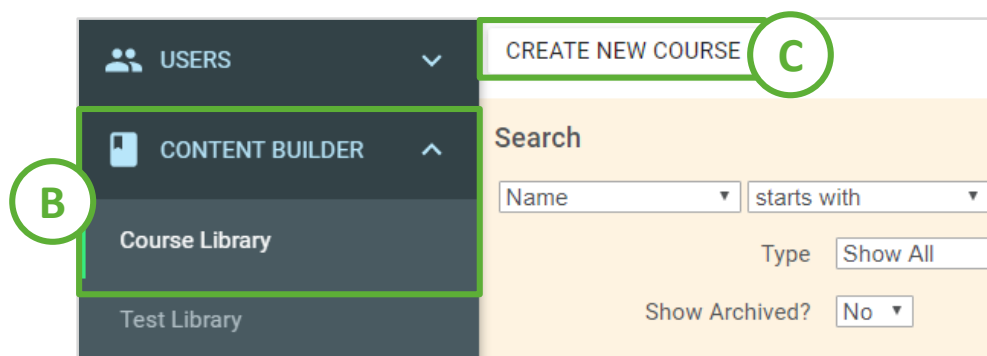 USERS
CREATE NEW COURSE
C
CONTENT BUILDER
B
Course Library
Test Library
Search
Name
starts with
Type
Show All
Show Archived?
No